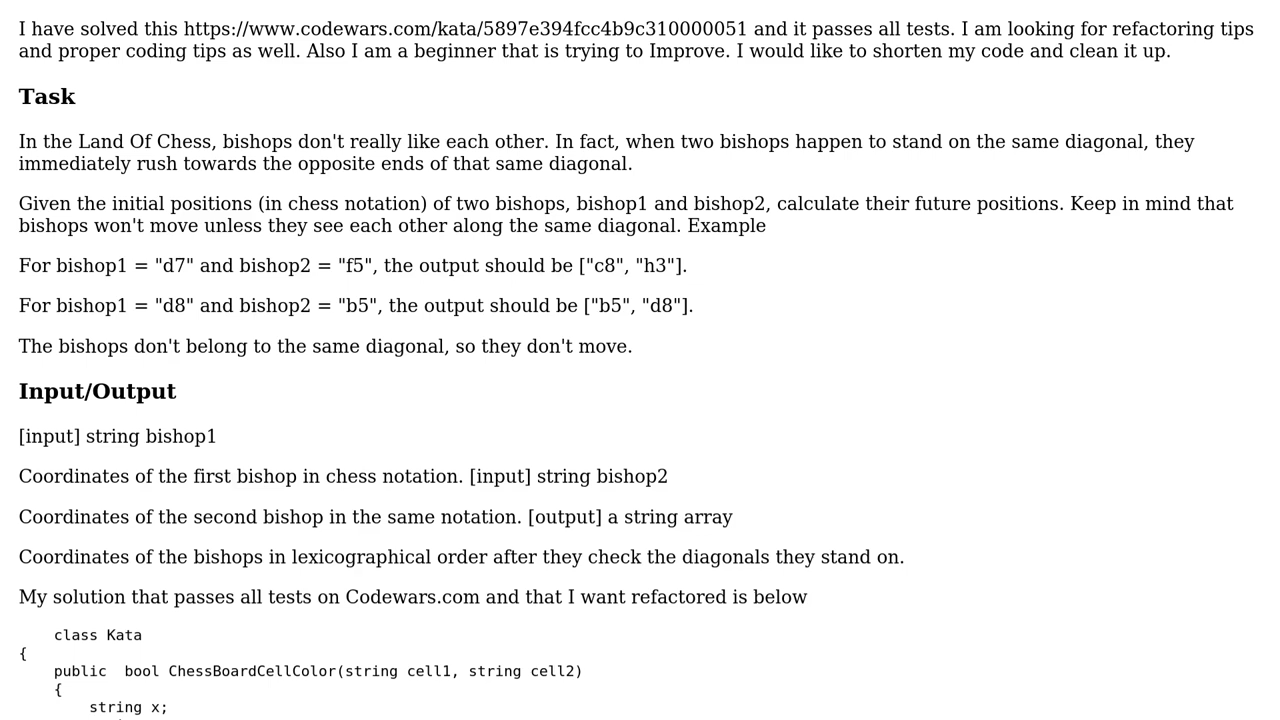 I have solved this https://www.codewars.com/kata/5897e394fcc4b9c310000051 and it passes all tests. I am looking for refactoring tips
and proper coding tips as well. Also I am a beginner that is trying to Improve. I would like to shorten my code and clean it up.
Task
In the Land Of Chess, bishops don't really like each other. In fact, when two bishops happen to stand on the same diagonal, they
immediately rush towards the opposite ends of that same diagonal.
Given the initial positions (in chess notation) of two bishops, bishop1 and bishop2, calculate their future positions. Keep in mind that
bishops won't move unless they see each other along the same diagonal. Example
For bishop1 = "d7" and bishop2 = "f5", the output should be ["c8", "h3"].
For bishop1 = "d8" and bishop2 = "b5", the output should be ["b5", "d8"].
The bishops don't belong to the same diagonal, so they don't move.
Input/Output
[input] string bishop1
Coordinates of the first bishop in chess notation. [input] string bishop2
Coordinates of the second bishop in the same notation. [output] a string array
Coordinates of the bishops in lexicographical order after they check the diagonals they stand on.
My solution that passes all tests on Codewars.com and that I want refactored is below
    class Kata
{
    public  bool ChessBoardCellColor(string cell1, string cell2)
    {
        string x;